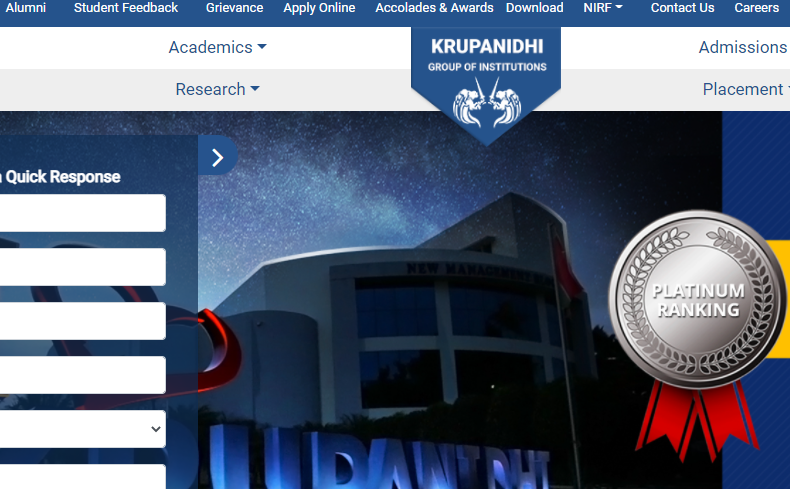 Alumni Student Feedback Grievance Apply Online Accolades & Awards Download NIRF Contact Us Careers
Academics
KRUPANIDHI
GROUP OF INSTITUTIONS
Admissions
Research
Placement
Quick Response
NEW MANAGEMENT
PLATINUM
RANKING